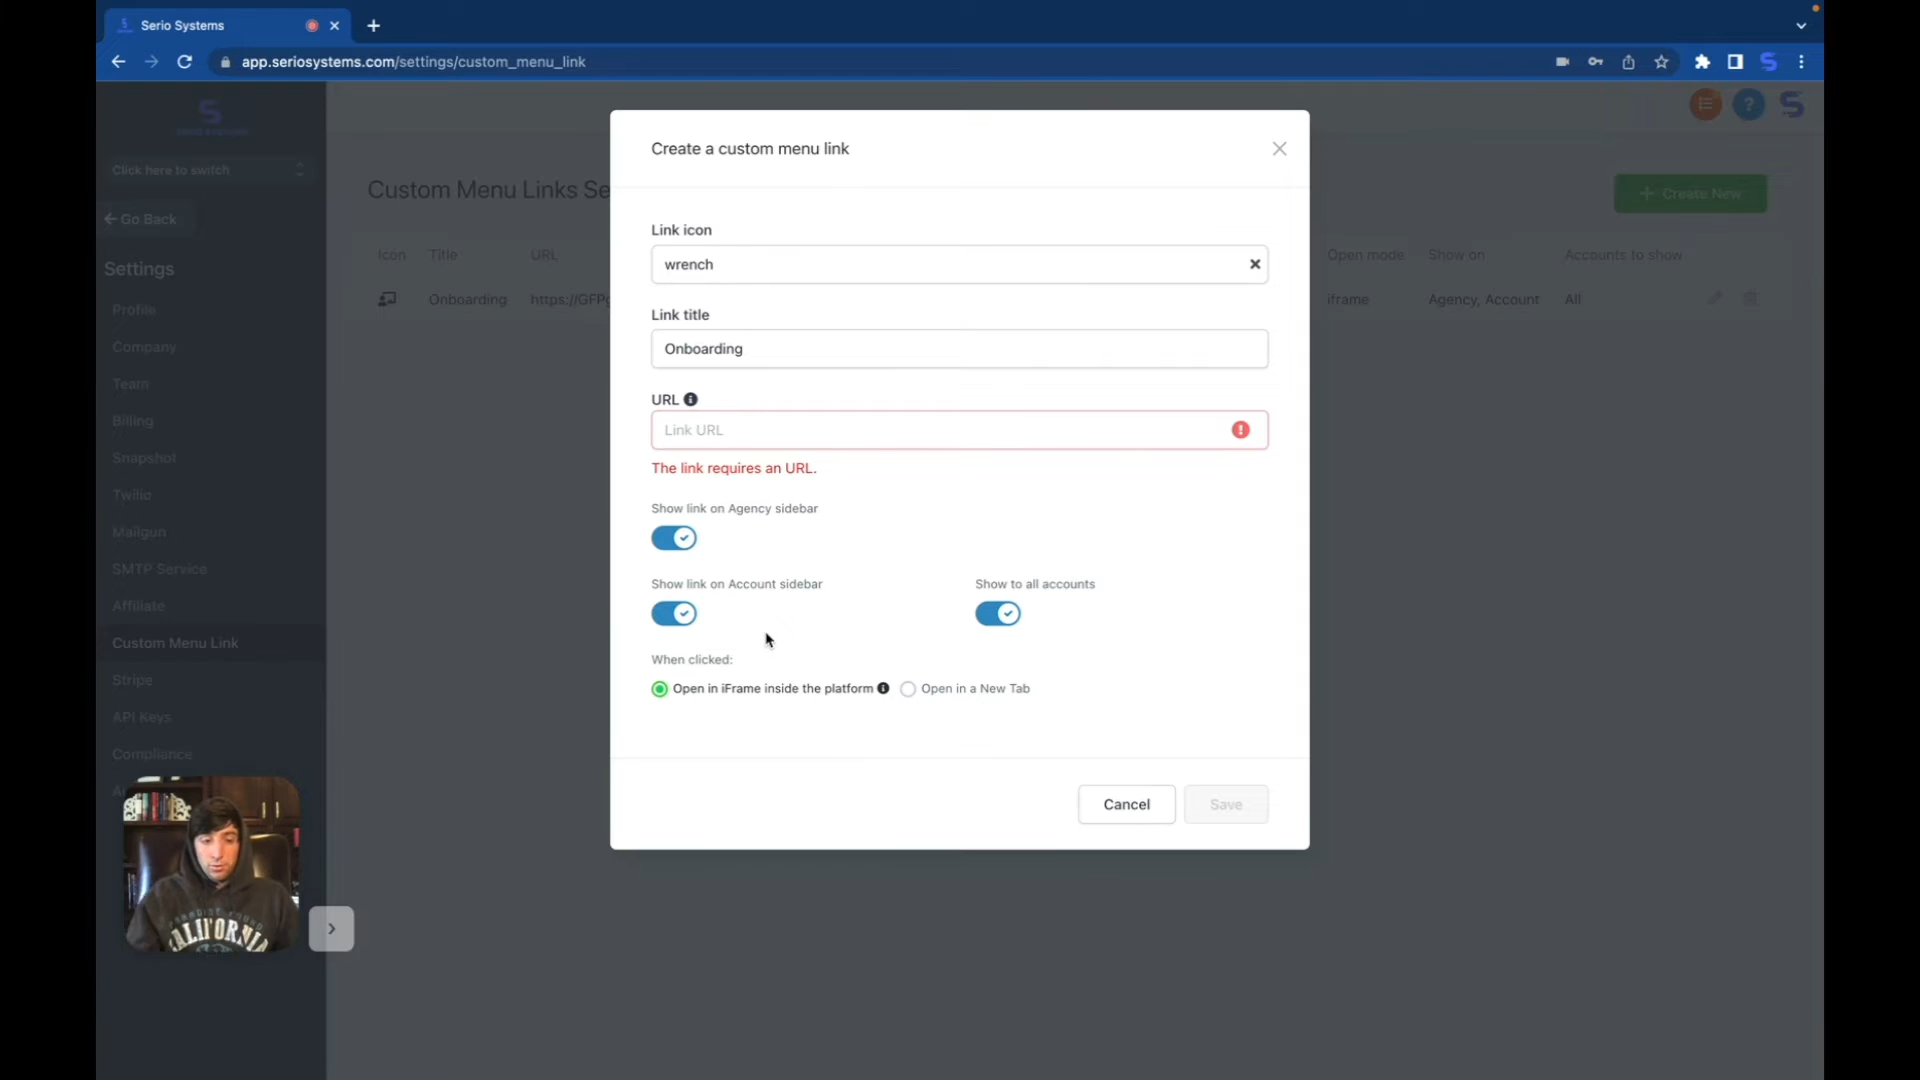 Serio Systems
app.seriosystems.com/settings/custom_menu_link
SERIO SYSTEMS
Click here to switch
Go Back
Settings
Profile
Company
Team
Billing
Snapshot
Twilio
Mailgun
SMTP Service
Affiliate
Custom Menu Link
Stripe
API Keys
Compliance
CALIFORNIA
Custom Menu Links Se
Create New
Icon Title URL Open mode Show on Accounts to show
Onboarding https://GFPg iframe Agency, Account All
Create a custom menu link
Link icon
wrench
Link title
Onboarding
URL
Link URL
The link requires an URL.
Show link on Agency sidebar
Show link on Account sidebar Show to all accounts
When clicked:
Open in iFrame inside the platform Open in a New Tab
Cancel Save